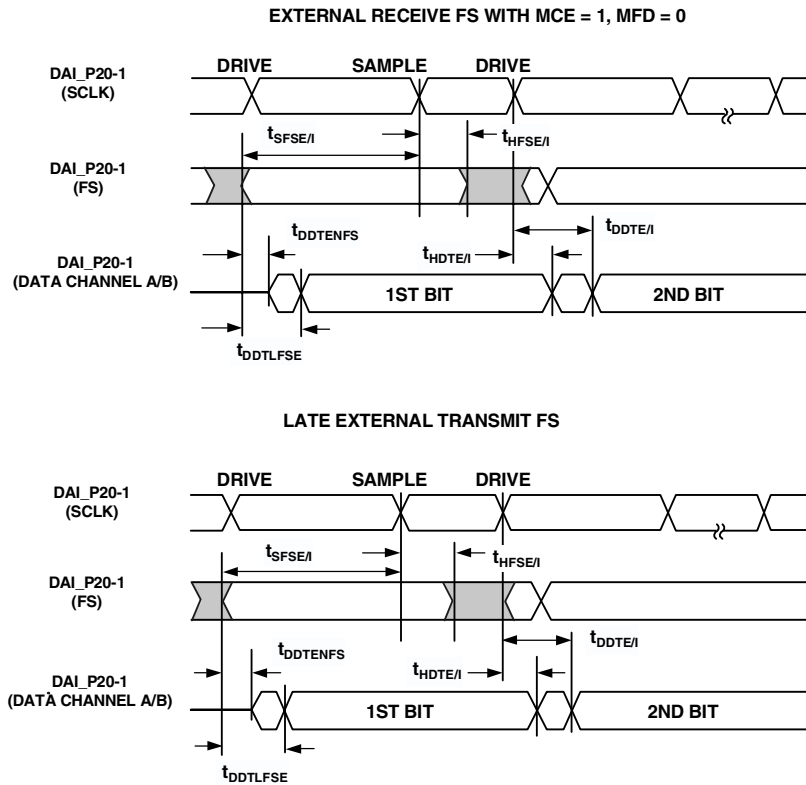 EXTERNAL RECEIVE FS WITH MCE = 1, MFD = 0
DRIVE SAMPLE DRIVE
DAI_P20-1
(SCLK)
tSFSE/I tHFSE/I
DAI_P20-1
(FS)
tDDTENFS tHDTE/I tDDTE/I
DAI_P20-1
(DATA CHANNEL A/B)
1ST BIT 2ND BIT
tDDTLFSE
LATE EXTERNAL TRANSMIT FS
DRIVE SAMPLE DRIVE
DAI_P20-1
(SCLK)
tSFSE/I tHFSE/I
DAI_P20-1
(FS)
tDDTENFS tHDTE/I tDDTE/I
DAI_P20-1
(DATA CHANNEL A/B)
1ST BIT 2ND BIT
tDDTLFSE